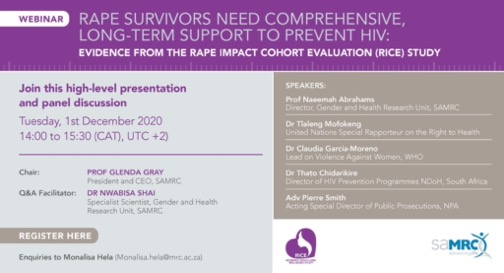 WEBINAR
RAPE SURVIVORS NEED COMPREHENSIVE,
LONG-TERM SUPPORT TO PREVENT HIV:
EVIDENCE FROM THE RAPE IMPACT COHORT EVALUATION (RICE) STUDY
Join this high-level presentation
and panel discussion
Tuesday, 1st December 2020
14:00 to 15:30 (CAT), UTC +2)
Chair: PROF GLENDA GRAY
President and CEO, SAMRC
Q&A Facilitator: DR NWABISA SHAI
Specialist Scientist, Gender and Health
Research Unit, SAMRC
REGISTER HERE
Enquiries to Monalisa Hela (Monalisa.hela@mrc.ac.za)
SPEAKERS:
Prof Naeemah Abrahams
Director, Gender and Health Research Unit, SAMRC
Dr Tlaleng Mofokeng
United Nations Special Rapporteur on the Right to Health
Dr Claudia Garcia-Moreno
Lead on Violence Against Women, WHO
Dr Thato Chidarikire
Director of HIV Prevention Programmes NDoH, South Africa
Adv Pierre Smith
Acting Special Director of Public Prosecutions, NPA
RICE
saMRC